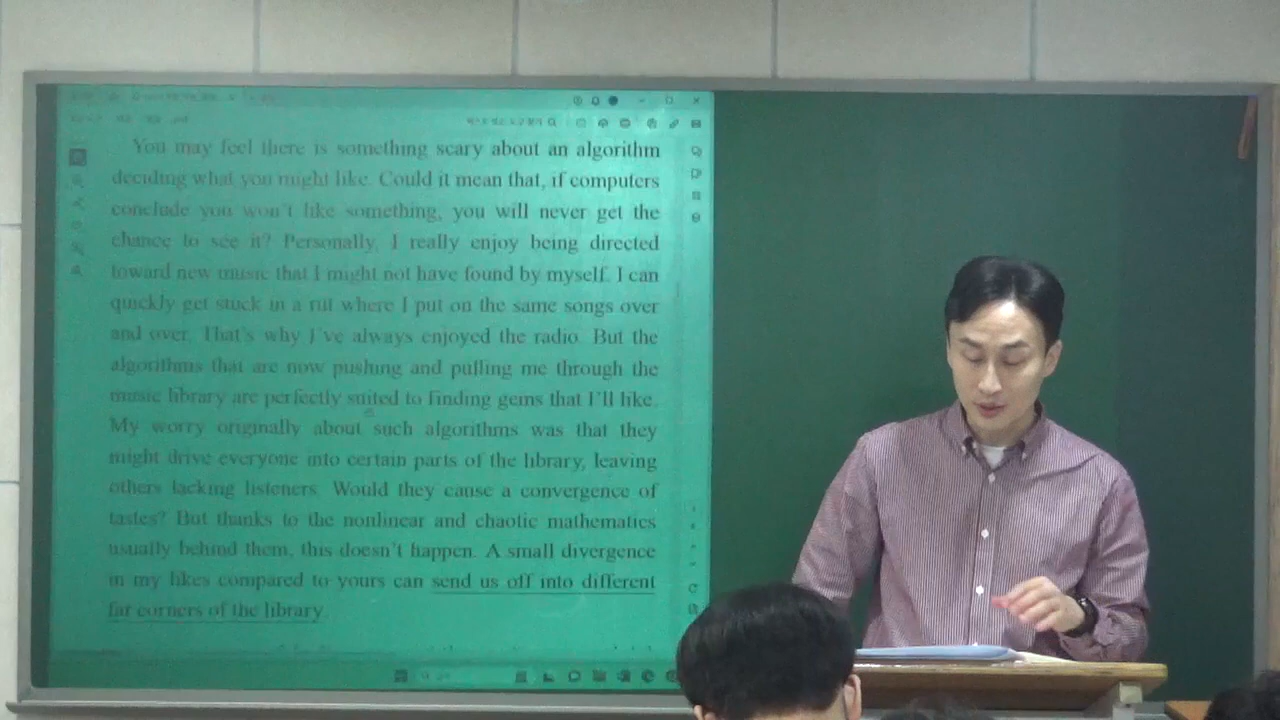 You may feel there is something scary about an algorithm
deciding what you might like. Could it mean that, if computers
conclude you won't like something, you will never get the
chance to see it? Personally, I really enjoy being directed
toward new music that I might not have found by myself. I can
quickly get stuck in a rut where I put on the same songs over
and over. That's why I've always enjoyed the radio. But the
algorithms that are now pushing and pulling me through the
music library are perfectly suited to finding gems that I'll like.
My worry originally about such algorithms was that they
might drive everyone into certain parts of the library, leaving
others lacking listeners. Would they cause a convergence of
tastes? But thanks to the nonlinear and chaotic mathematics
usually behind them, this doesn't happen. A small divergence
in my likes compared to yours can send us off into different
far corners of the library.